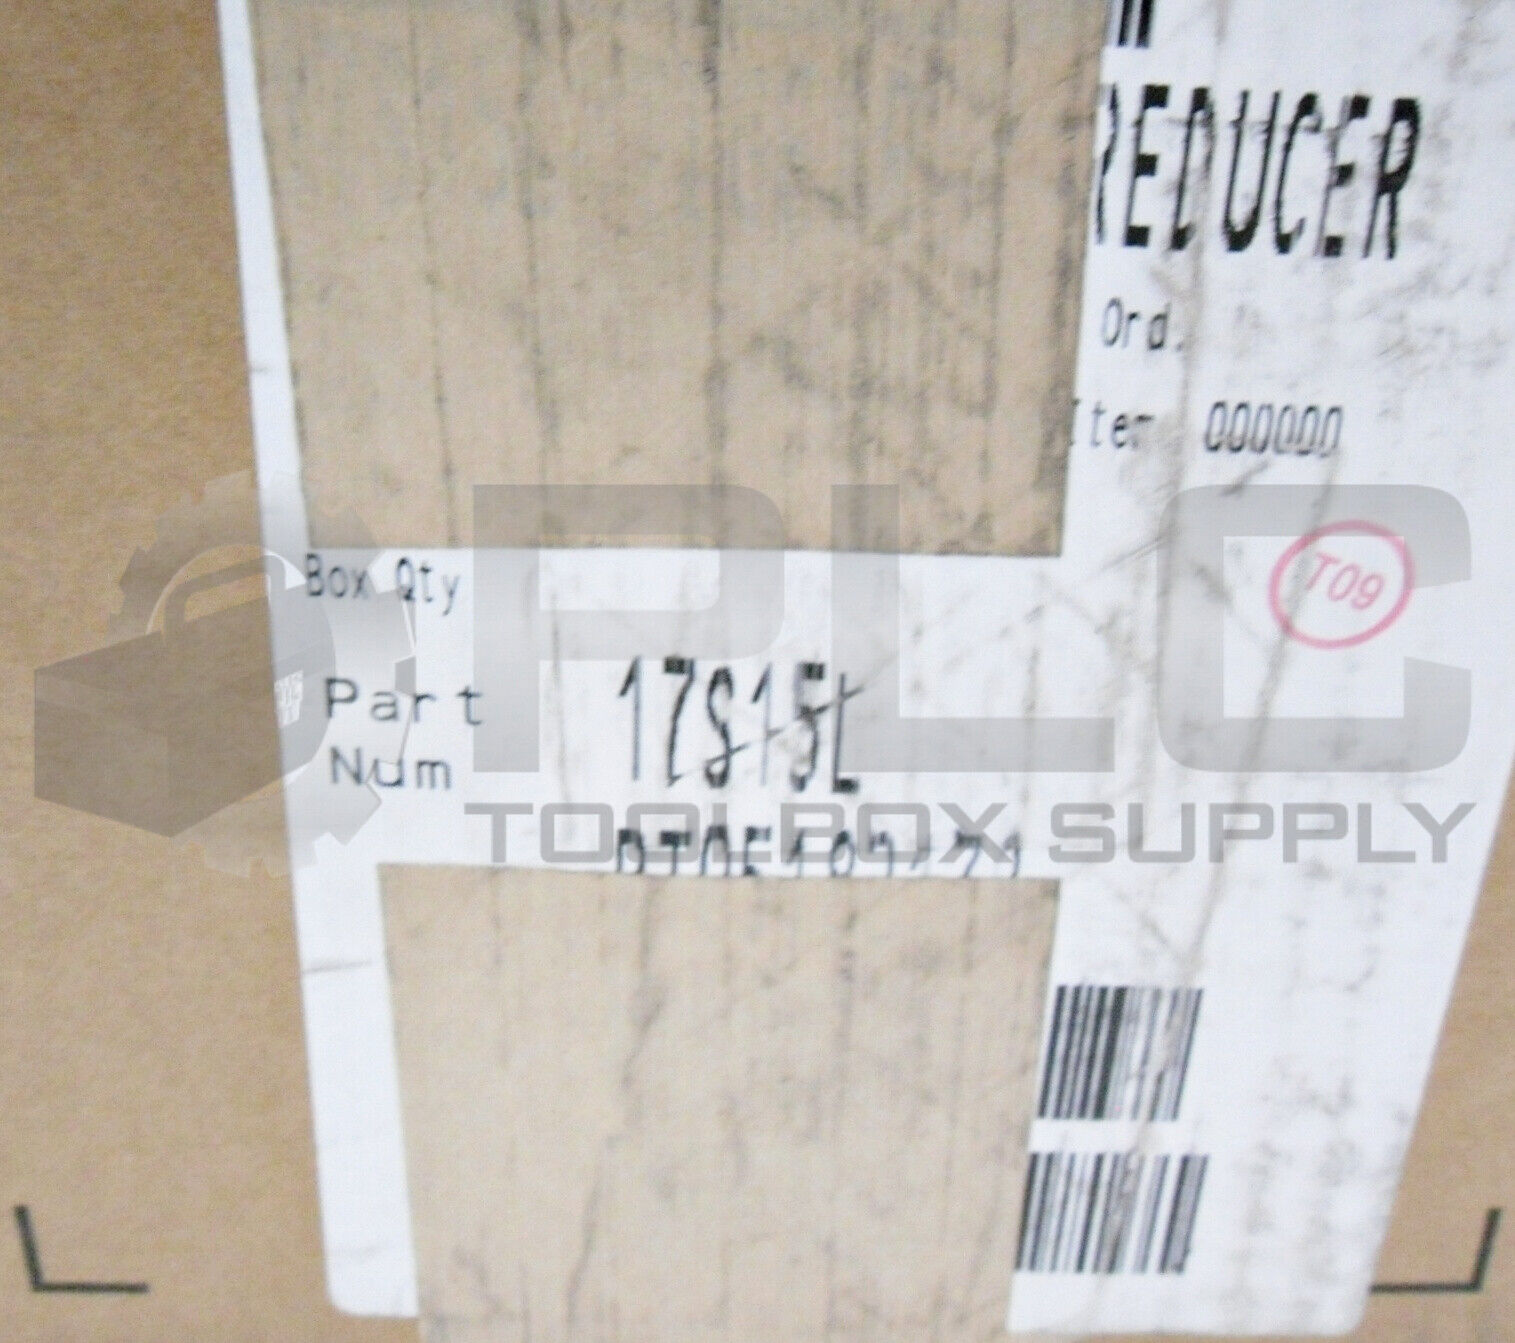 REDUCER
Ord.
Item 000000
Box Qty
T09
Part 17S15L
Num
PLC
TOOLBOX SUPPLY